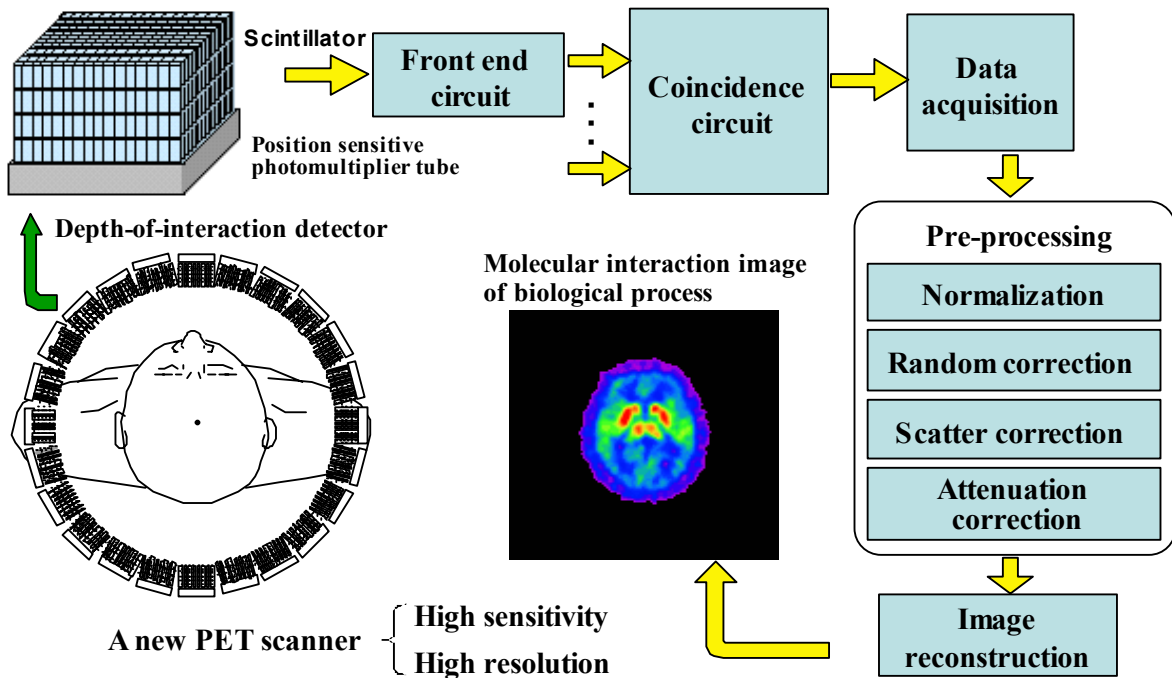 Scintillator
Front end
circuit
Coincidence
circuit
Data
acquisition
Position sensitive
photomultiplier tube
Depth-of-interaction detector
Pre-processing
Normalization
Random correction
Scatter correction
Attenuation
correction
Molecular interaction image
of biological process
A new PET scanner
High sensitivity
High resolution
Image
reconstruction